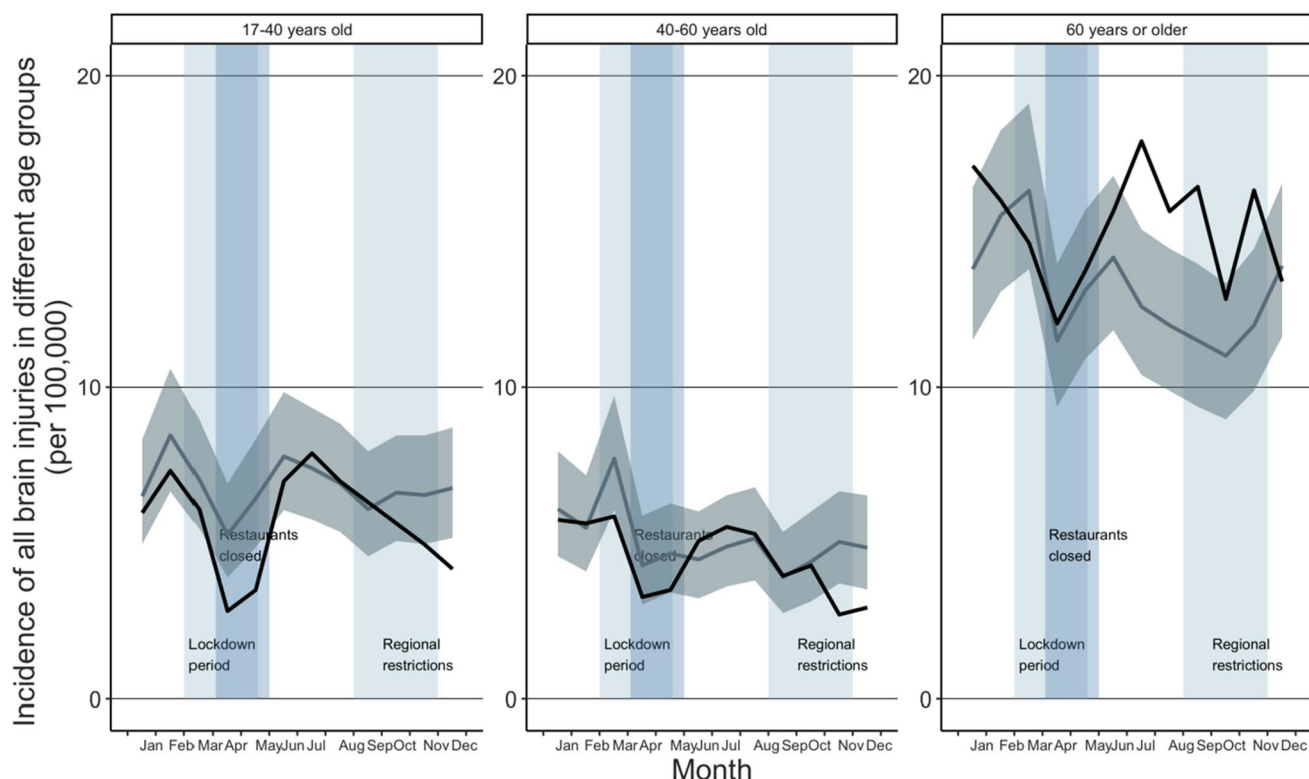 17-40 years old
40-60 years old
60 years or older
Incidence of all brain injuries in different age groups
(per 100,000)
20
10
0
20
10
0
20
10
0
Restaurants
closed
Restaurants
closed
Restaurants
closed
Lockdown
period
Regional
restrictions
Lockdown
period
Regional
restrictions
Lockdown
period
Regional
restrictions
Jan Feb Mar Apr May Jun Jul Aug Sep Oct Nov Dec
Jan Feb Mar Apr May Jun Jul Aug Sep Oct Nov Dec
Jan Feb Mar Apr May Jun Jul Aug Sep Oct Nov Dec
Month